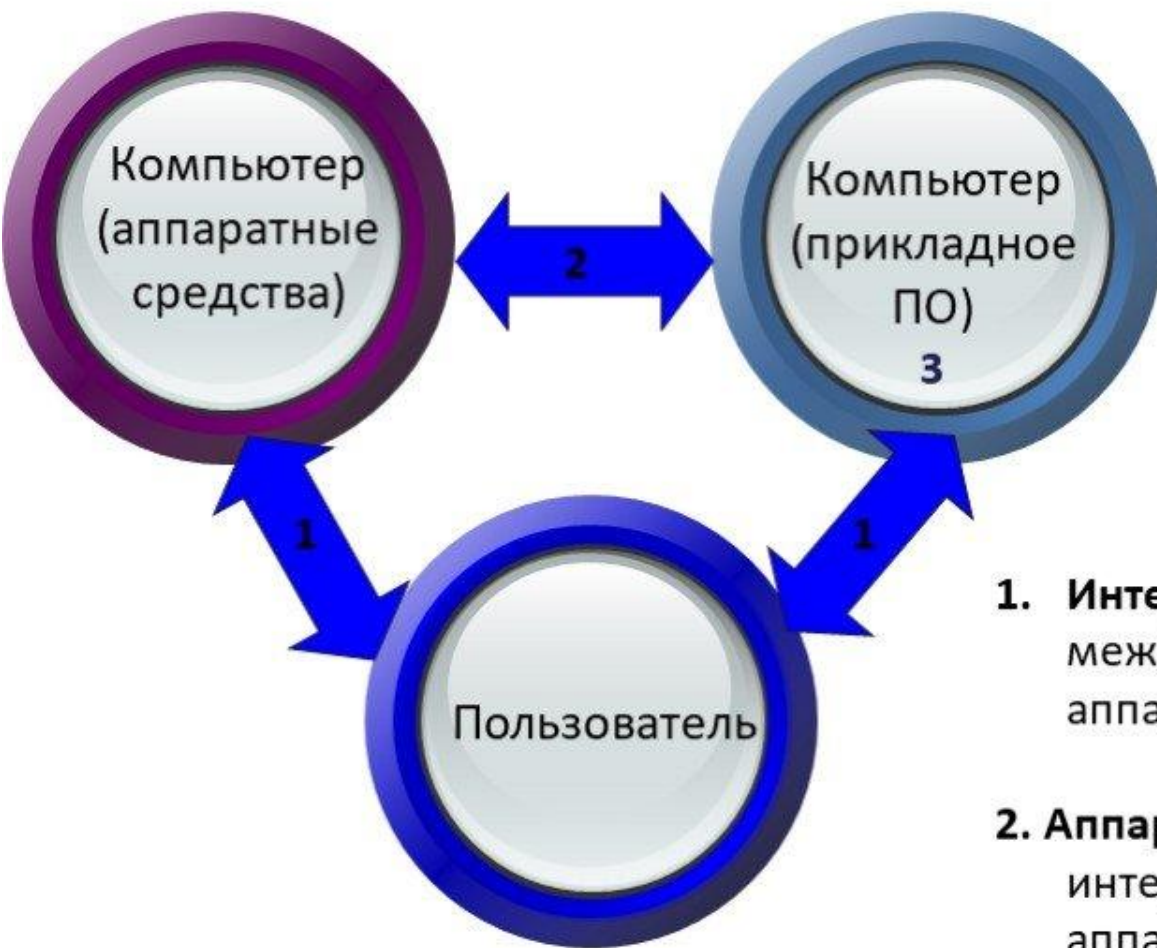 Компьютер
(аппаратные
средства)
2
Компьютер
(прикладное
ПО)
3
1
1
Пользователь
1.
2.